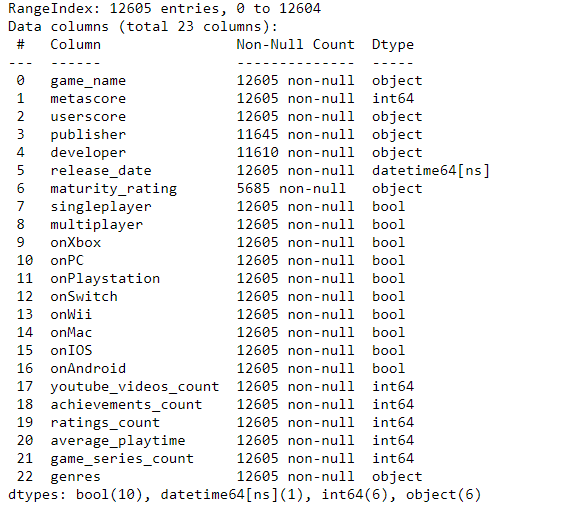 RangeIndex: 12605 entries, 0 to 12604
Data columns (total 23 columns):
 #   Column                Non-Null Count  Dtype
---  ------                --------------  -----
 0   game_name             12605 non-null  object
 1   metascore             12605 non-null  int64
 2   userscore             12605 non-null  object
 3   publisher             11645 non-null  object
 4   developer             11610 non-null  object
 5   release_date          12605 non-null  datetime64[ns]
 6   maturity_rating       5685 non-null   object
 7   singleplayer          12605 non-null  bool
 8   multiplayer           12605 non-null  bool
 9   onXbox                12605 non-null  bool
 10  onPC                  12605 non-null  bool
 11  onPlaystation         12605 non-null  bool
 12  onSwitch              12605 non-null  bool
 13  onWii                 12605 non-null  bool
 14  onMac                 12605 non-null  bool
 15  onIOS                 12605 non-null  bool
 16  onAndroid             12605 non-null  bool
 17  youtube_videos_count  12605 non-null  int64
 18  achievements_count    12605 non-null  int64
 19  ratings_count         12605 non-null  int64
 20  average_playtime      12605 non-null  int64
 21  game_series_count     12605 non-null  int64
 22  genres                12605 non-null  object
dtypes: bool(10), datetime64[ns](1), int64(6), object(6)